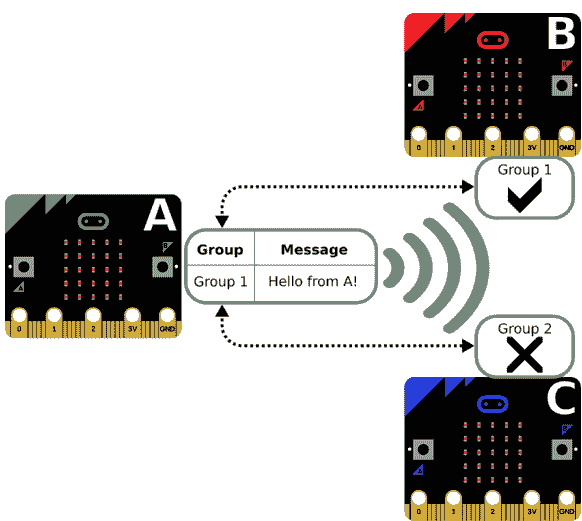 B
0 1 2 3V GND
Group 1
A
Group Message
Group 1 Hello from A!
0 1 2 3V GND
Group 2
C
0 1 2 3V GND